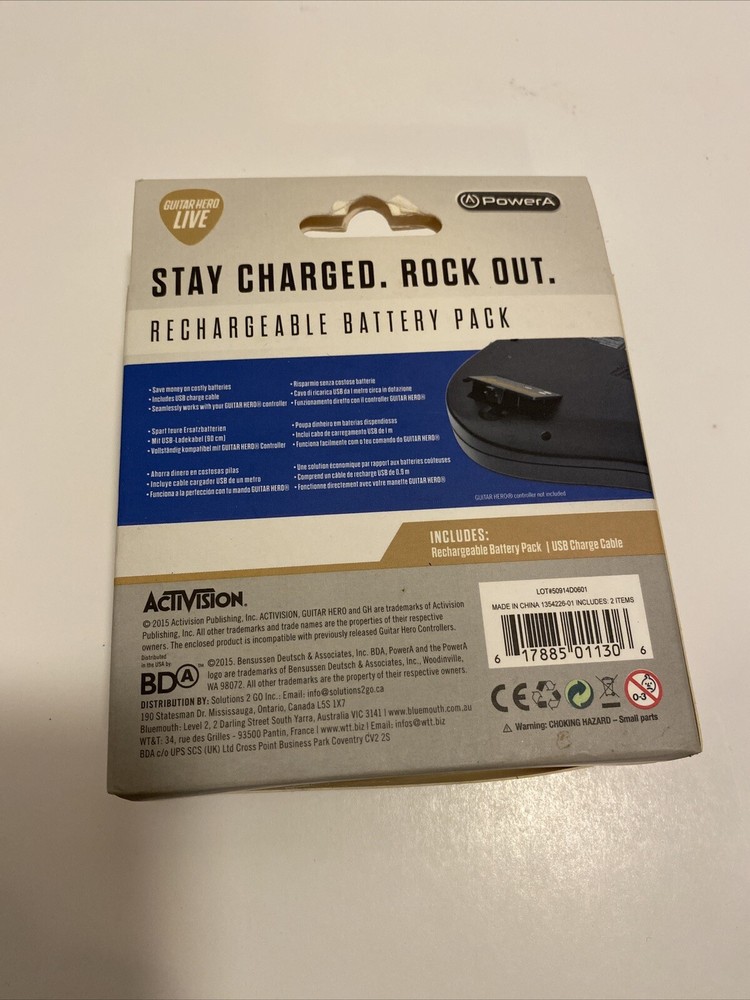 GUITAR HERO
LIVE
PowerA
STAY CHARGED. ROCK OUT.
RECHARGEABLE BATTERY PACK
• Save money on costly batteries
• Includes USB charge cable
• Seamlessly works with your GUITAR HERO® controller
• Risparmio senza costose batterie
• Cavo di ricarica USB da 1 metro circa in dotazione
• Funzionamento diretto con il controller GUITAR HERO®
• Spart teure Ersatzbatterien
• Mit USB-Ladekabel (90 cm)
• Vollständig kompatibel mit GUITAR HERO® Controller
• Poupa dinheiro em baterias dispendiosas
• Inclui cabo de carregamento USB de 1 m
• Funciona facilmente com o teu comando do GUITAR HERO®
• Ahorra dinero en costosas pilas
• Incluye cable cargador USB de un metro
• Funciona a la perfección con tu mando GUITAR HERO®
• Une solution économique par rapport aux batteries coûteuses
• Comprend un câble de recharge USB de 0,9 m
• Fonctionne directement avec votre manette GUITAR HERO®
GUITAR HERO® controller not included
INCLUDES:
Rechargeable Battery Pack | USB Charge Cable
ACTIVISION.
© 2015 Activision Publishing, Inc. ACTIVISION, GUITAR HERO and GH are trademarks of Activision
Publishing, Inc. All other trademarks and trade names are the properties of their respective
owners. The enclosed product is incompatible with previously released Guitar Hero Controllers.
Distributed
in the USA by
BDA™
©2015. Bensussen Deutsch & Associates, Inc. BDA, PowerA and the PowerA
logo are trademarks of Bensussen Deutsch & Associates, Inc., Woodinville,
WA 98072. All other trademarks are the property of their respective owners.
DISTRIBUTION BY: Solutions 2 GO Inc.: Email: info@solutions2go.ca
190 Statesman Dr. Mississauga, Ontario, Canada L5S 1X7
Bluemouth: Level 2, 2 Darling Street South Yarra, Australia VIC 3141 | www.bluemouth.com.au
WT&T: 34, rue des Grilles - 93500 Pantin, France | www.wtt.biz | Email: infos@wtt.biz
BDA c/o UPS SCS (UK) Ltd Cross Point Business Park Coventry CV2 2S
LOT#50914D0601
MADE IN CHINA 1354226-01 INCLUDES: 2 ITEMS
6 17885 01130 6
CE
0-3
⚠ Warning: CHOKING HAZARD – Small parts